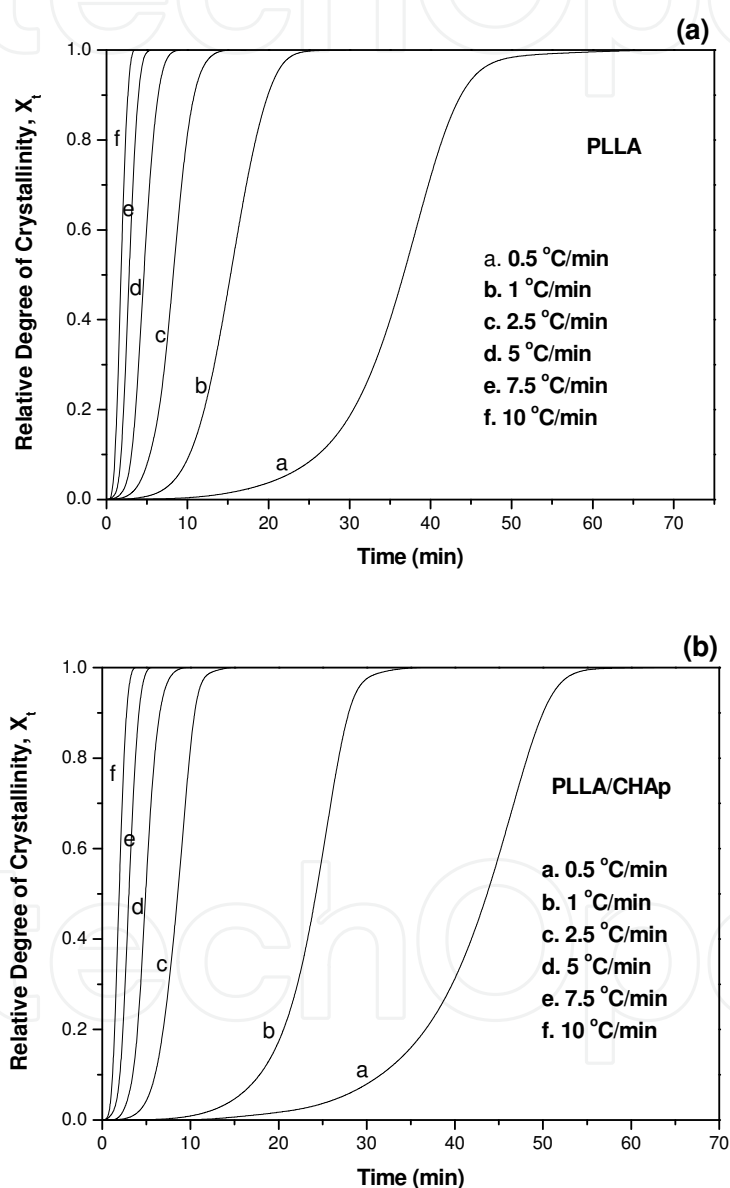 (a)
1.0
0.8
0.6
0.4
0.2
0.0
Relative Degree of Crystallinity, Xt
f
e
d
c
b
a
PLLA
a. 0.5 °C/min
b. 1 °C/min
c. 2.5 °C/min
d. 5 °C/min
e. 7.5 °C/min
f. 10 °C/min
0 10 20 30 40 50 60 70
Time (min)
(b)
1.0
0.8
0.6
0.4
0.2
0.0
Relative Degree of Crystallinity, Xt
f
e
d
c
b
a
PLLA/CHAp
a. 0.5 °C/min
b. 1 °C/min
c. 2.5 °C/min
d. 5 °C/min
e. 7.5 °C/min
f. 10 °C/min
0 10 20 30 40 50 60 70
Time (min)